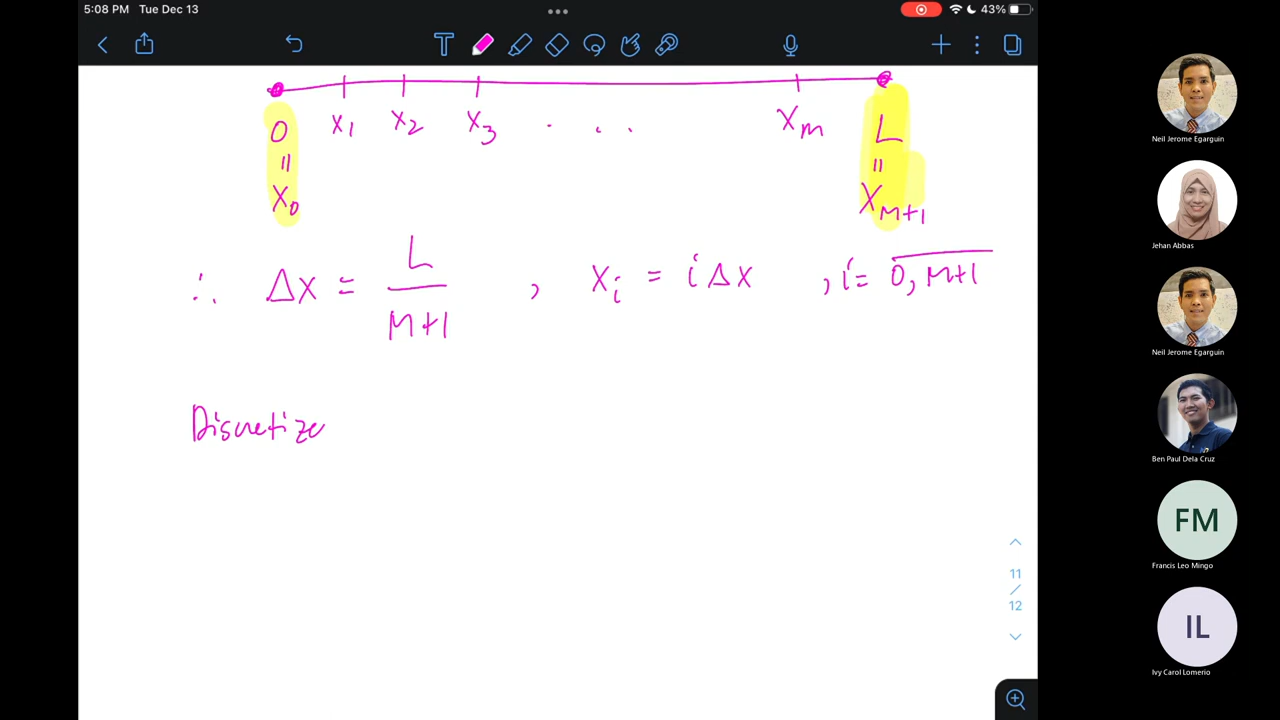 5:08 PM Tue Dec 13
43%
0 x1 x2 x3 . . . xm L
= =
x0 xM+1
∴ Δx = L/M+1 , xi = iΔx , i = 0, M+1
Discretize
11
/
12
Neil Jerome Egarguin
Jehan Abbas
Neil Jerome Egarguin
Ben Paul Dela Cruz
FM
Francis Leo Mingo
IL
Ivy Carol Lomerio